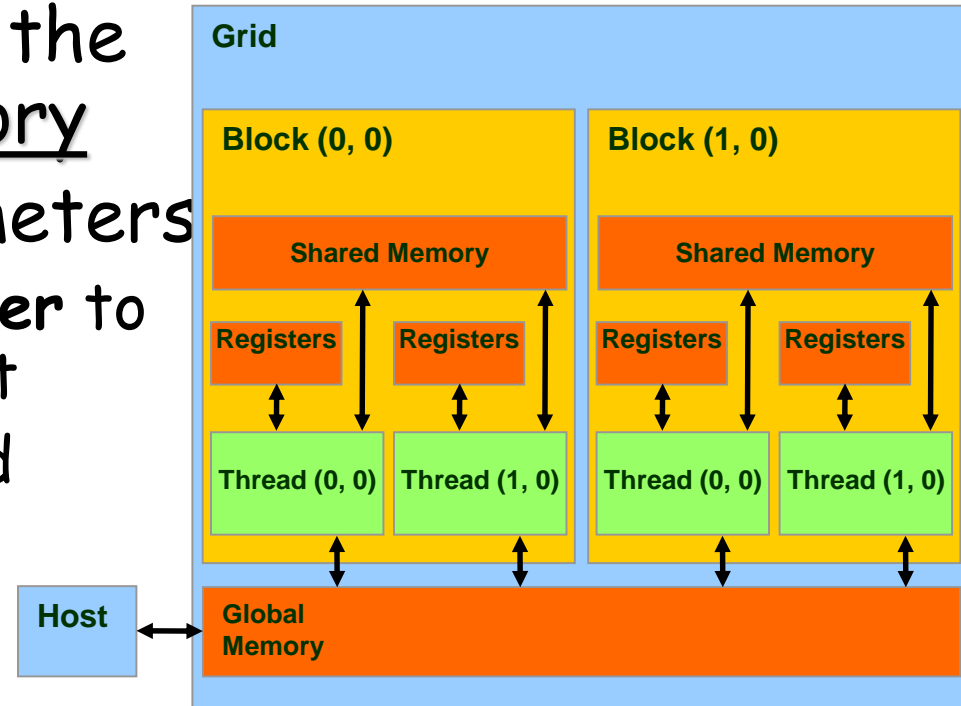 the
ory
meters
er to
t
d
Grid
Block (0, 0)
Block (1, 0)
Shared Memory
Shared Memory
Registers
Registers
Registers
Registers
Thread (0, 0)
Thread (1, 0)
Thread (0, 0)
Thread (1, 0)
Host
Global
Memory